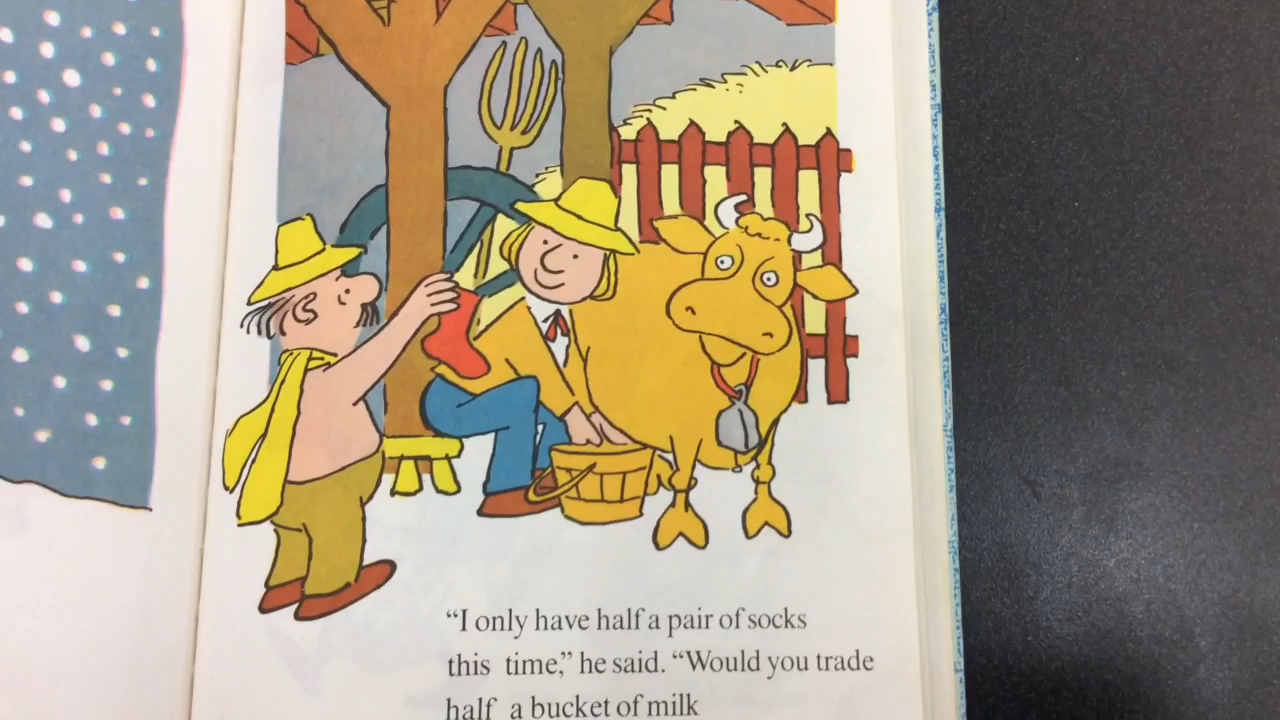 “I only have half a pair of socks
this time,” he said. “Would you trade
half a bucket of milk